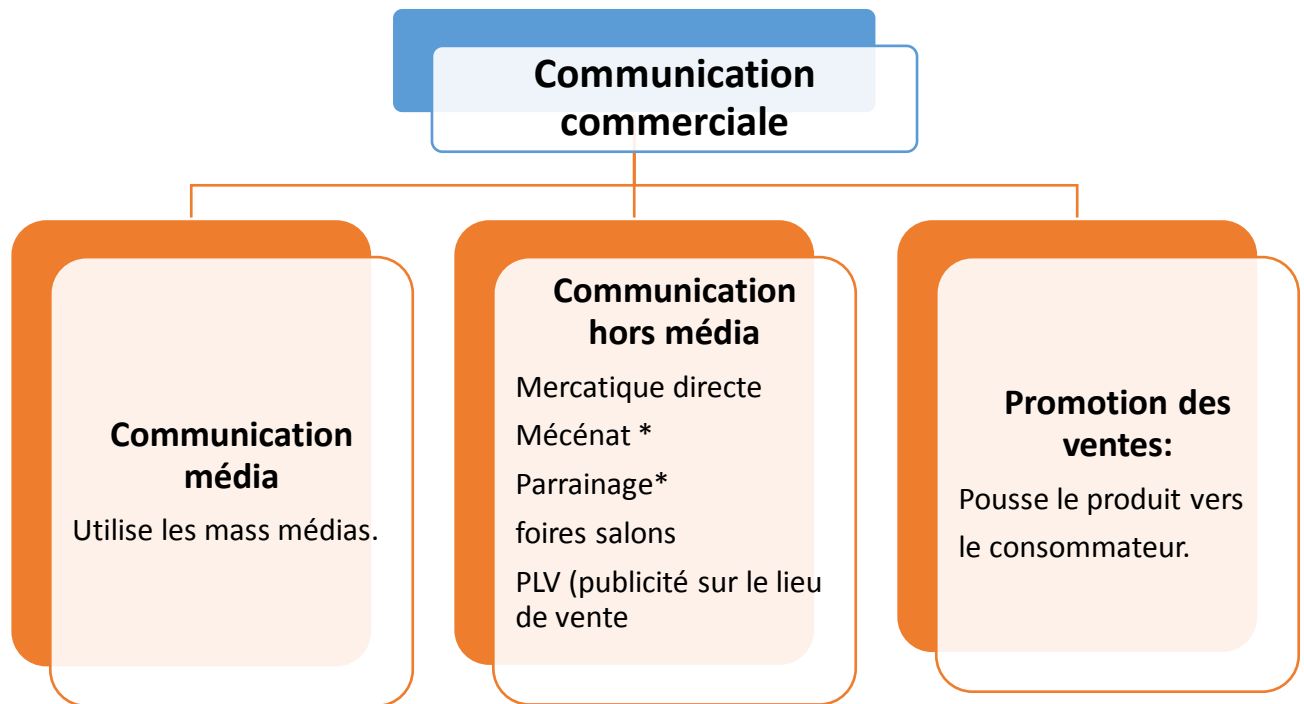 Communication
commerciale
Communication
média
Utilise les mass médias.
Communication
hors média
Mercatique directe
Mécénat *
Parrainage*
foires salons
PLV (publicité sur le lieu
de vente
Promotion des
ventes:
Pousse le produit vers
le consommateur.